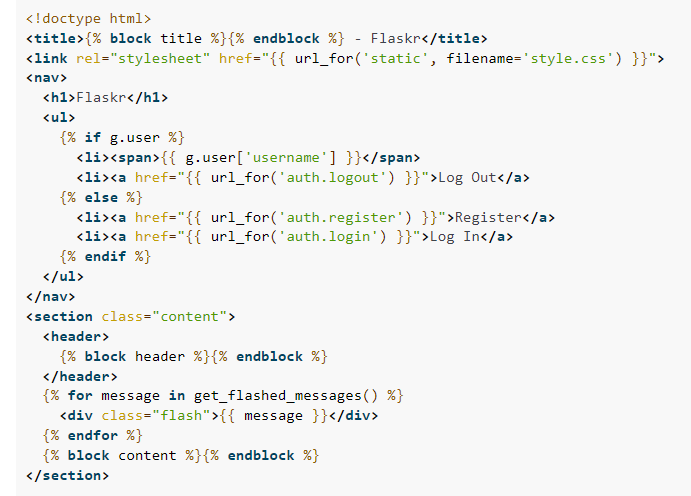 <!doctype html>
<title>{% block title %}{% endblock %} - Flaskr</title>
<link rel="stylesheet" href="{{ url_for('static', filename='style.css') }}">
<nav>
  <h1>Flaskr</h1>
  <ul>
    {% if g.user %}
      <li><span>{{ g.user['username'] }}</span>
      <li><a href="{{ url_for('auth.logout') }}">Log Out</a>
    {% else %}
      <li><a href="{{ url_for('auth.register') }}">Register</a>
      <li><a href="{{ url_for('auth.login') }}">Log In</a>
    {% endif %}
  </ul>
</nav>
<section class="content">
  <header>
    {% block header %}{% endblock %}
  </header>
  {% for message in get_flashed_messages() %}
    <div class="flash">{{ message }}</div>
  {% endfor %}
  {% block content %}{% endblock %}
</section>